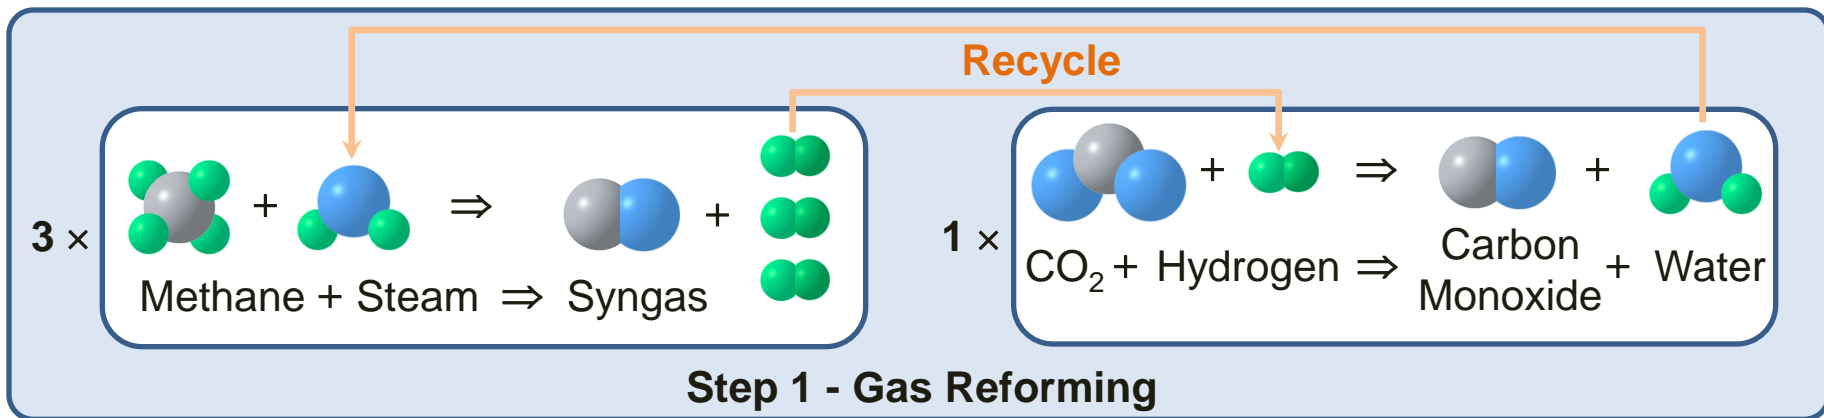 Recycle
3 ×
+ ⇒ +
Methane + Steam ⇒ Syngas
1 ×
+ ⇒ +
CO₂ + Hydrogen ⇒ Carbon Monoxide + Water
Step 1 - Gas Reforming